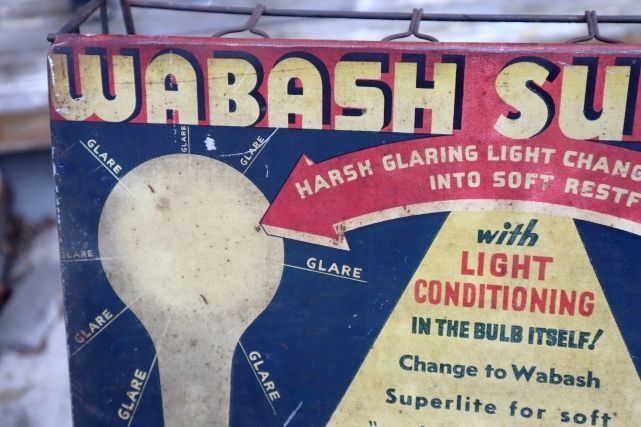 WABASH SU
HARSH GLARING LIGHT CHANG
INTO SOFT RESTF
GLARE
GLARE
GLARE
GLARE
GLARE
GLARE
GLARE
GLARE
with
LIGHT
CONDITIONING
IN THE BULB ITSELF!
Change to Wabash
Superlite for soft